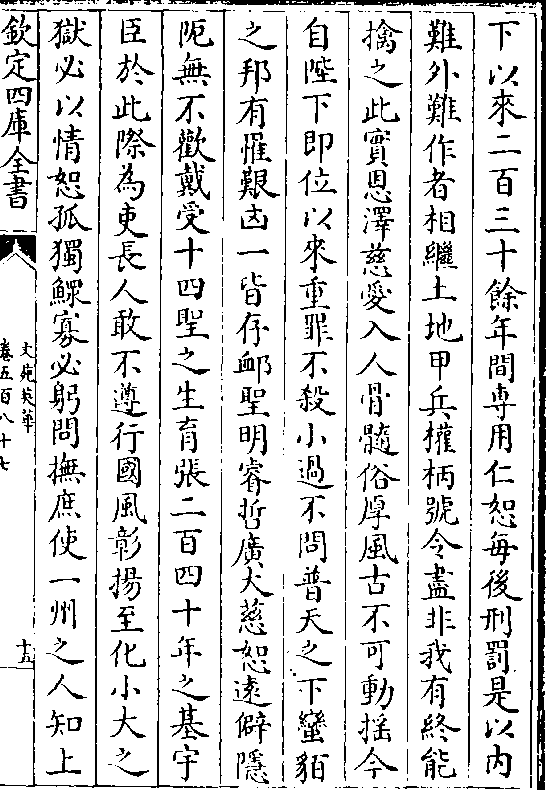 下以來二百三十餘年間専用仁恕每後刑罰是以内
難外難作者相繼土地甲兵權柄號令盡非我有終能
擒之此實恩澤慈愛入人骨髓俗厚風古不可動揺今
自陛下即位以來重罪不殺小過不問普天之下蠻貊
之邦有罹艱凶一皆存邺聖明睿哲廣大慈恕逺僻隱
阨無不歡戴受十四聖之生育張二百四十年之基宇
臣於此際為吏長人敢不遵行國風彰揚至化小大之
獄必以情恕孤獨鰥寡必躬問撫庶使一州之人知上
欽定四庫全書
文苑英華
卷五百八十七
十五